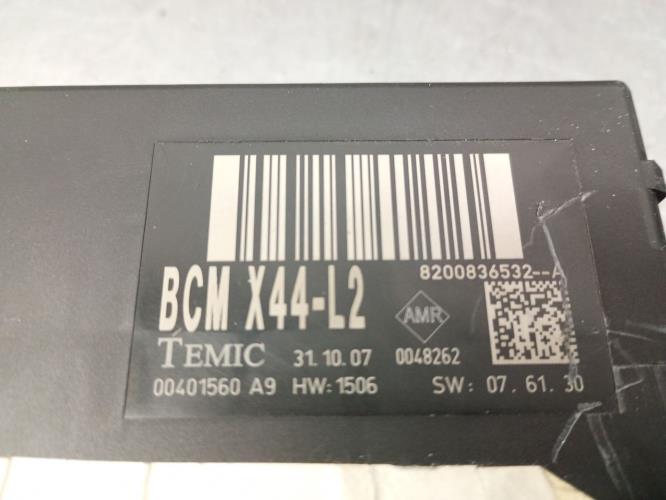 8200836532--A
BCM X44-L2
AMR
TEMIC 31.10.07 0048262
00401560 A9 HW:1506 SW: 07.61.30